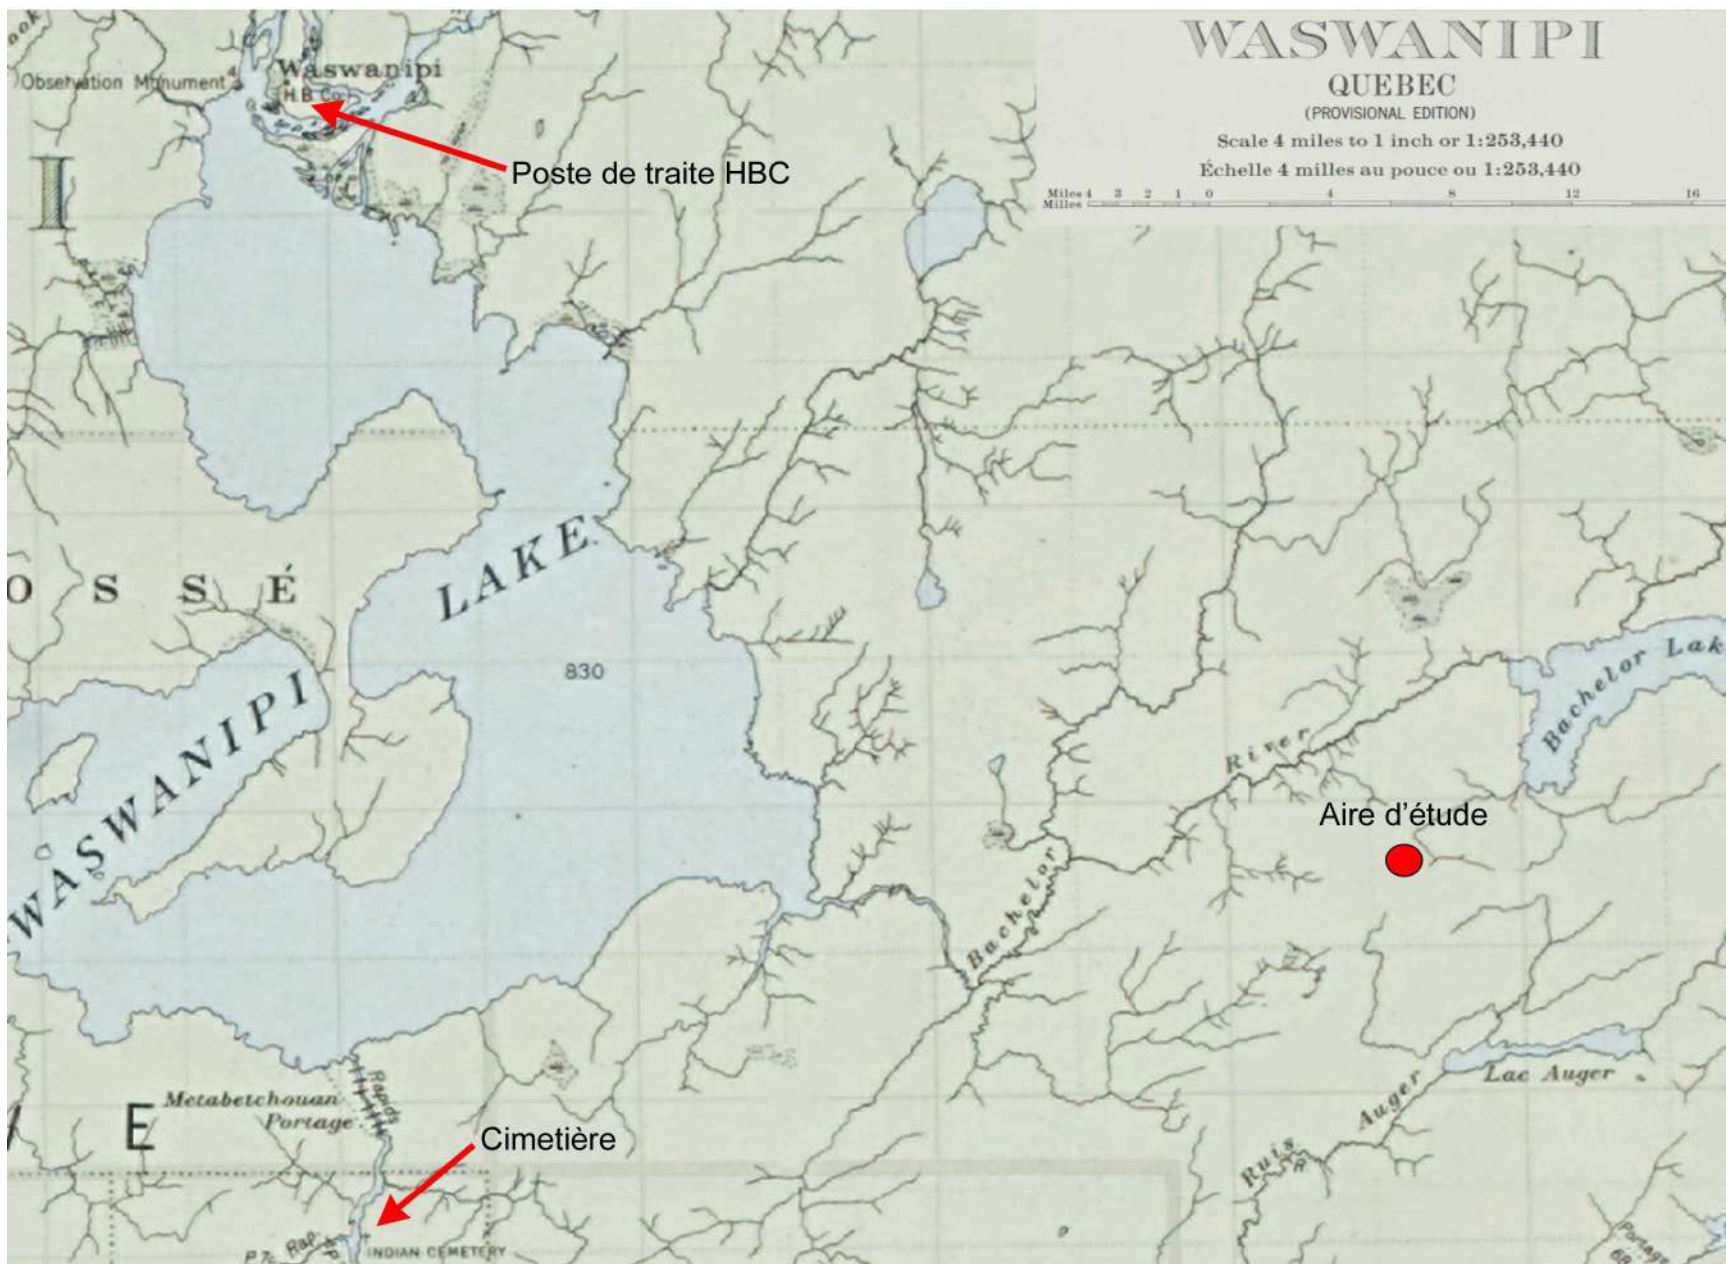 WASWANIPI
QUEBEC
(PROVISIONAL EDITION)
Scale 4 miles to 1 inch or 1:253,440
Échelle 4 milles au pouce ou 1:253,440
Miles 4 3 2 1 0 4 8 12 16
Milles
Waswanipi
Observation Monument
H.B.Co.
Poste de traite HBC
I
LAKE
OSSÉ
830
WASWANIPI
Bachelor Lak
River
Aire d'étude
Bachelor
Lac Auger
Auger
Ruis
R
Rapids
Metabetchouan
Portage
E
Cimetière
Rap
INDIAN CEMETERY
Portage